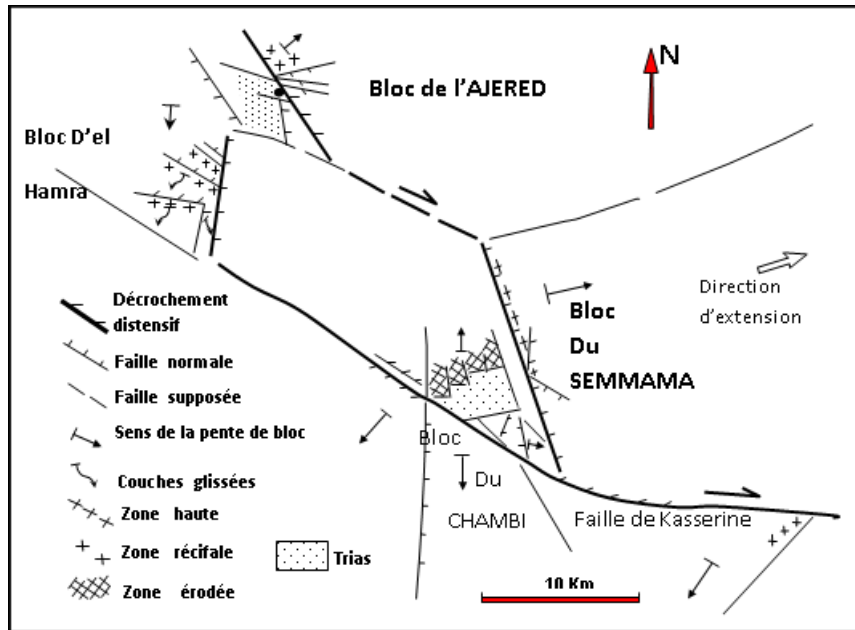 N
Bloc de l'AJERED
Bloc D'el
Hamra
Direction
d'extension
Bloc
Du
SEMMAMA
Décrochement
distensif
Faille normale
Faille supposée
Sens de la pente de bloc
Couches glissées
Zone haute
Zone récifale
Zone érodée
Trias
Bloc
Du
CHAMBI
Faille de Kasserine
10 Km